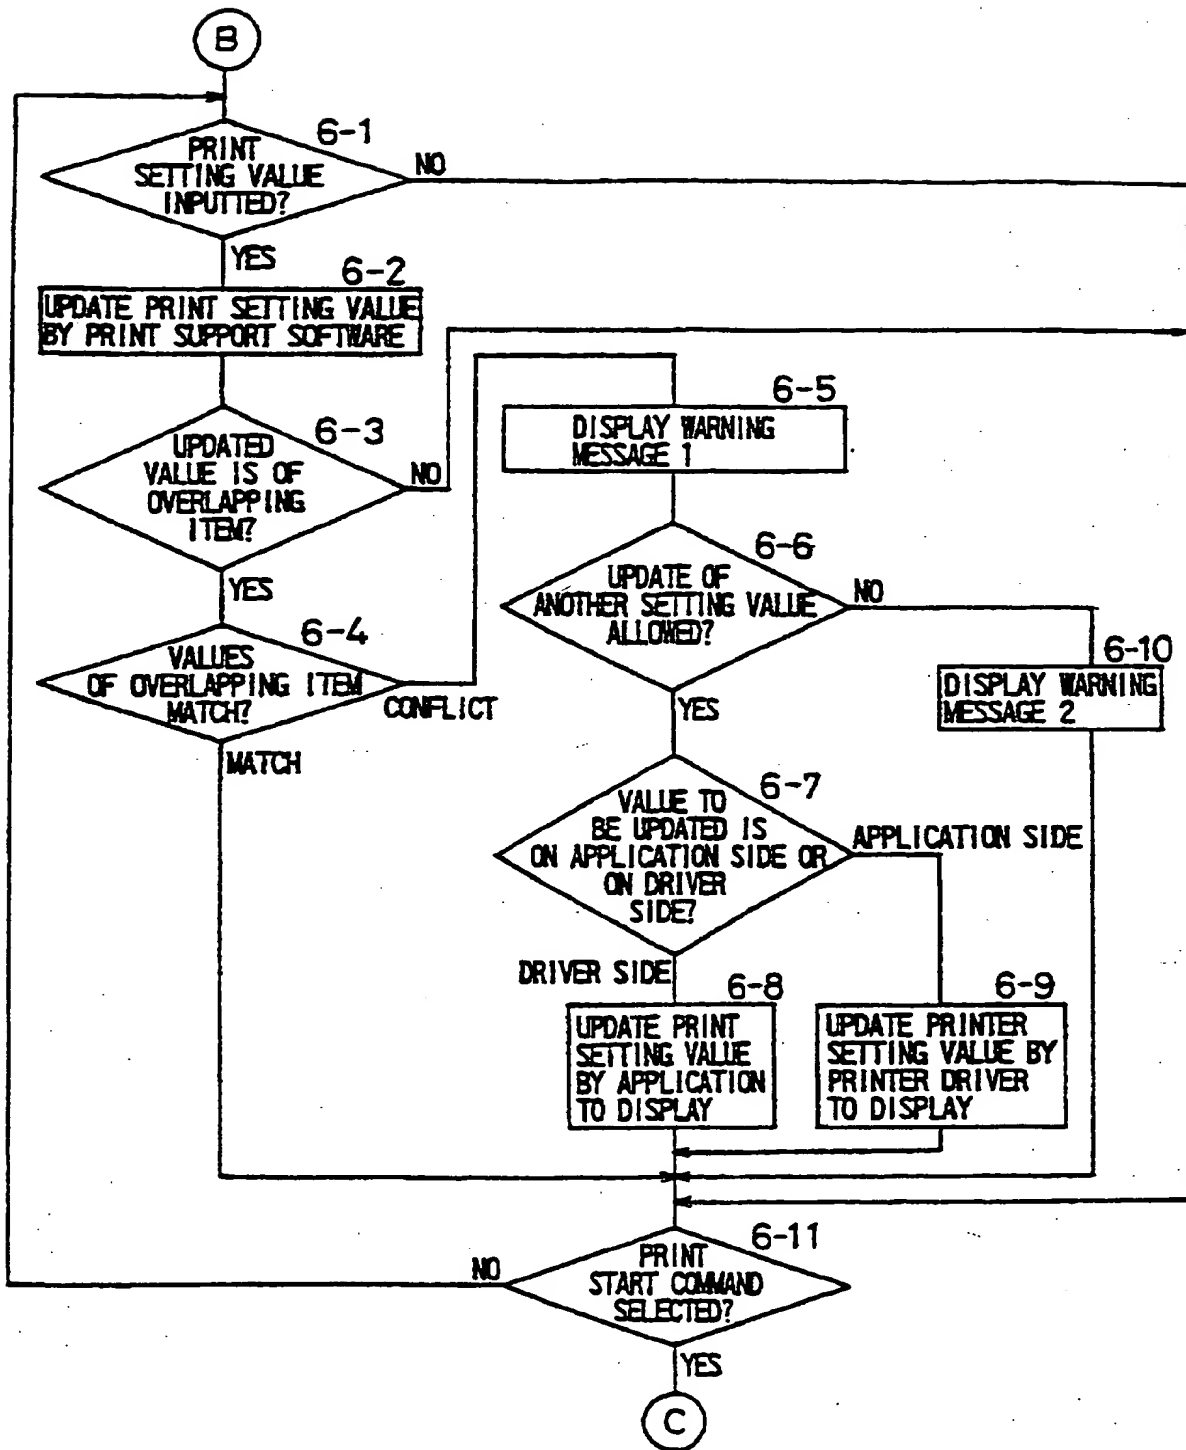 B
6-1
PRINT
SETTING VALUE
INPUTTED?
NO
YES
6-2
UPDATE PRINT SETTING VALUE
BY PRINT SUPPORT SOFTWARE
6-3
UPDATED
VALUE IS OF
OVERLAPPING
ITEM?
NO
YES
6-4
VALUES
OF OVERLAPPING ITEM
MATCH?
CONFLICT
MATCH
6-5
DISPLAY WARNING
MESSAGE 1
6-6
UPDATE OF
ANOTHER SETTING VALUE
ALLOWED?
NO
YES
6-10
DISPLAY WARNING
MESSAGE 2
6-7
VALUE TO
BE UPDATED IS
ON APPLICATION SIDE OR
ON DRIVER
SIDE?
APPLICATION SIDE
DRIVER SIDE
6-8
UPDATE PRINT
SETTING VALUE
BY APPLICATION
TO DISPLAY
6-9
UPDATE PRINTER
SETTING VALUE BY
PRINTER DRIVER
TO DISPLAY
6-11
PRINT
START COMMAND
SELECTED?
NO
YES
C